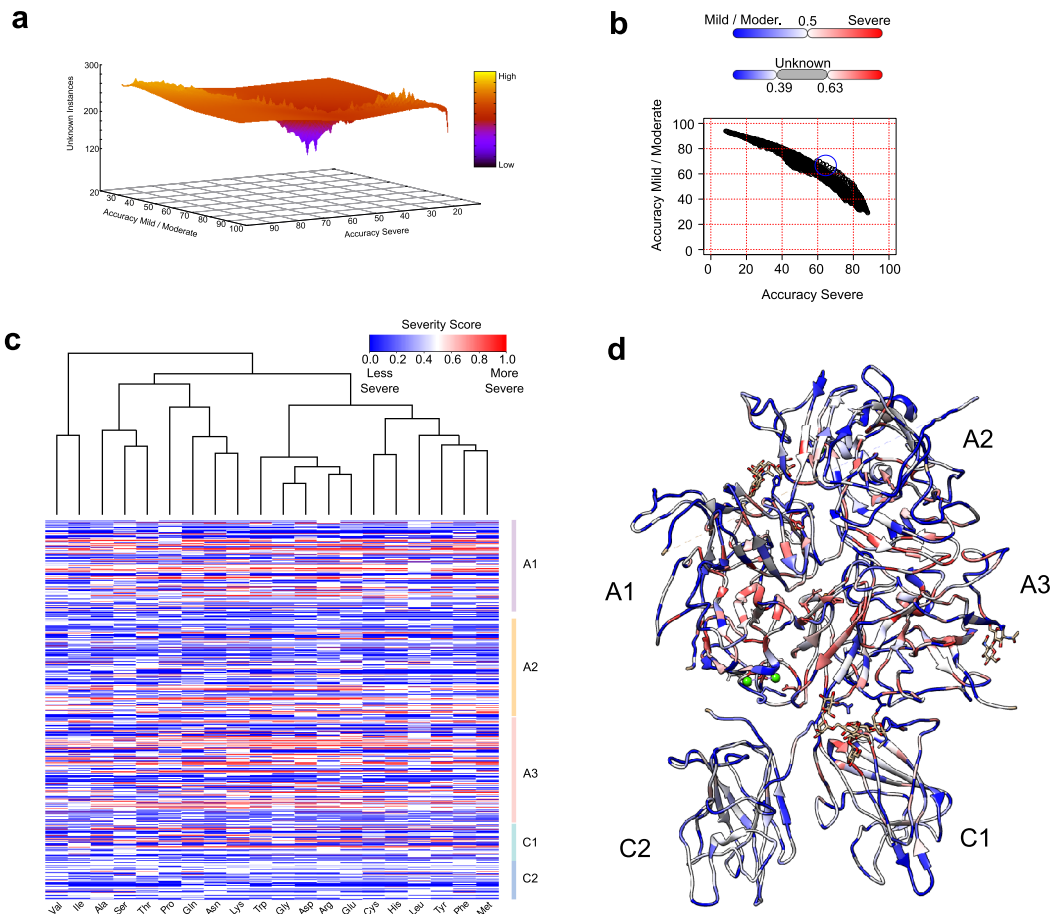 a
300
200
120
20
Unknown Instances
30
40
50
60
70
80
90
100
Accuracy Mild / Moderate
90
80
70
60
50
40
30
20
Accuracy Severe
High
Low
b
Mild / Moder. 0.5 Severe
Unknown
0.39 0.63
100
80
60
40
20
0
Accuracy Mild / Moderate
0 20 40 60 80 100
Accuracy Severe
c
Severity Score
0.0 0.2 0.4 0.6 0.8 1.0
Less More
Severe Severe
A1
A2
A3
C1
C2
Val Ile Ala Ser Thr Pro Gln Asn Lys Trp Gly Asp Arg Glu Cys His Leu Tyr Phe Met
d
A2
A1
A3
C2
C1